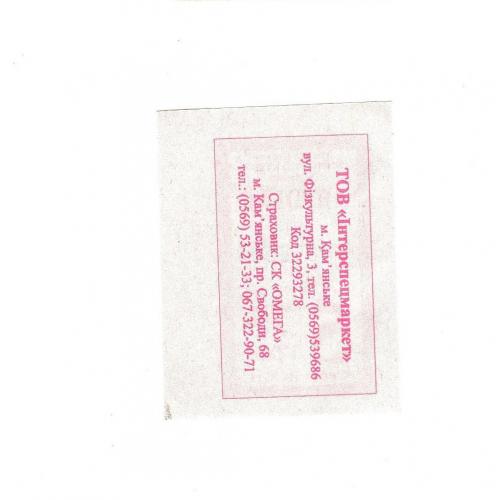 ТОВ «Інтерспецмаркет»
м. Кам'янське
вул. Фізкультурна, 3, тел. (0569)539686
Код 32293278
Страховик: СК «ОМЕГА»
м. Кам'янське, пр. Свободи, 68
тел.: (0569) 53-21-33; 067-322-90-71